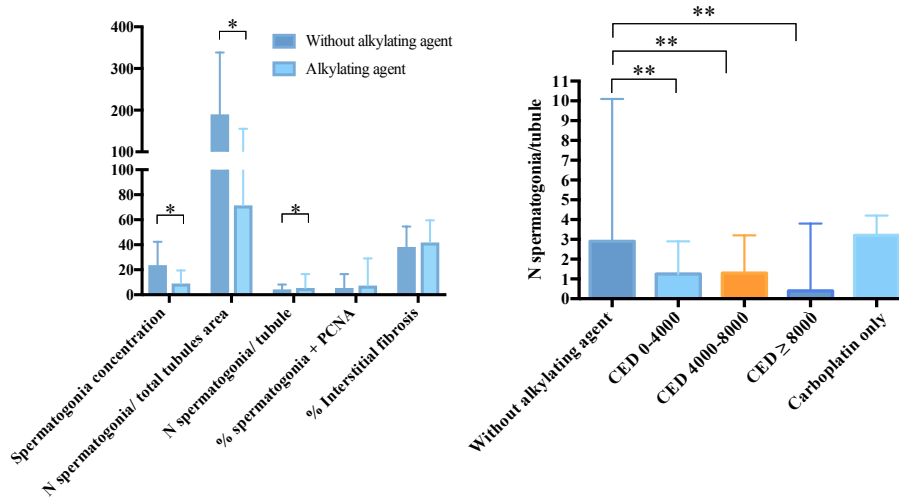 400
300
200
100
100
80
60
40
20
0
*
*
*
Without alkylating agent
Alkylating agent
Spermatogonia concentration
N spermatogonia/ total tubules area
N spermatogonia/ tubule
% spermatogonia + PCNA
% Interstitial fibrosis
**
**
**
N spermatogonia/tubule
11
10
9
8
7
6
5
4
3
2
1
0
Without alkylating agent
CED 0-4000
CED 4000-8000
CED ≥ 8000
Carboplatin only